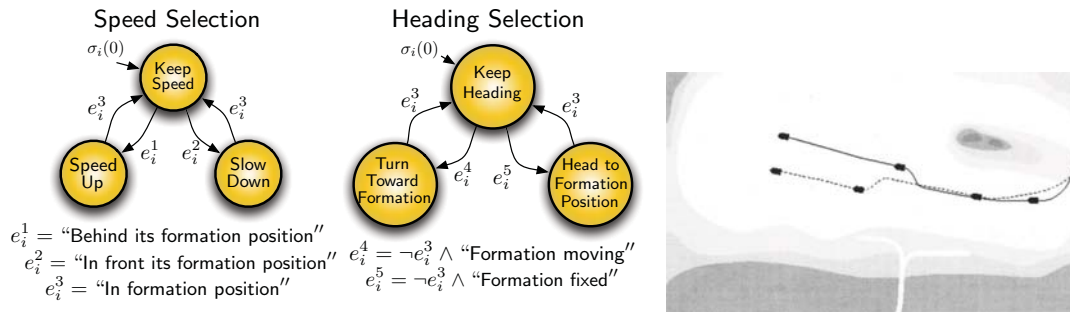 Speed Selection
σ_i(0)
Keep
Speed
e_i^3
e_i^3
e_i^1
e_i^2
Speed
Up
Slow
Down
e_i^1 = “Behind its formation position”
e_i^2 = “In front its formation position”
e_i^3 = “In formation position”
Heading Selection
σ_i(0)
Keep
Heading
e_i^3
e_i^3
e_i^4
e_i^5
Turn
Toward
Formation
Head to
Formation
Position
e_i^4 = ¬e_i^3 ∧ “Formation moving”
e_i^5 = ¬e_i^3 ∧ “Formation fixed”